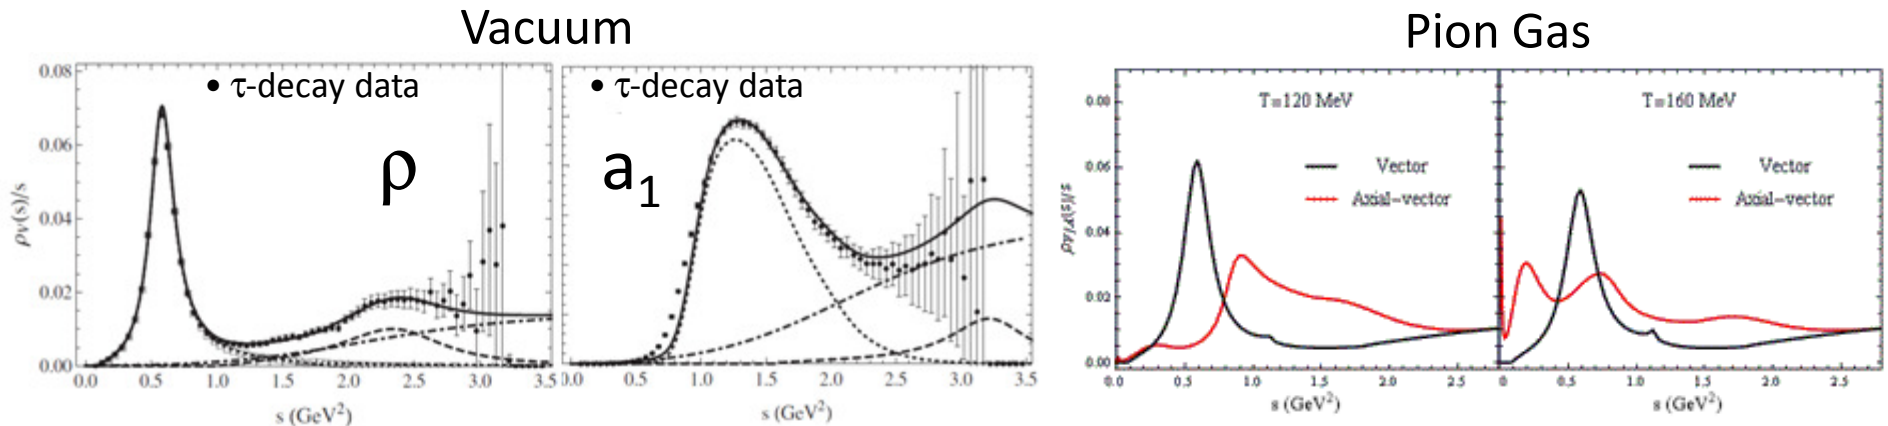 Vacuum
Pion Gas
• τ-decay data
ρ
0.08
0.06
0.04
0.02
0.00
ρV(s)/s
0.0 0.5 1.0 1.5 2.0 2.5 3.0 3.5
s (GeV²)
• τ-decay data
a₁
0.0 0.5 1.0 1.5 2.0 2.5 3.0 3.5
s (GeV²)
T=120 MeV
Vector
Axial-vector
0.08
0.06
0.04
0.02
0.00
ρV/A(s)/s
0.0 0.5 1.0 1.5 2.0 2.5
s (GeV²)
T=160 MeV
Vector
Axial-vector
0 0.5 1.0 1.5 2.0 2.5
s (GeV²)